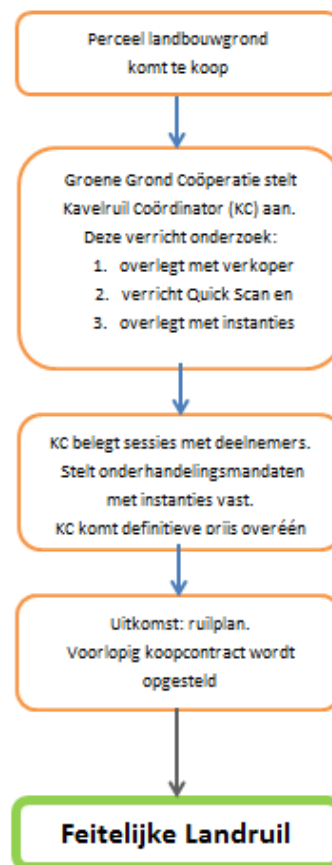 Perceel landbouwgrond
komt te koop
Groene Grond Coöperatie stelt
Kavelruil Coördinator (KC) aan.
Deze verricht onderzoek:
1. overlegt met verkoper
2. verricht Quick Scan en
3. overlegt met instanties
KC belegt sessies met deelnemers.
Stelt onderhandelingsmandaten
met instanties vast.
KC komt definitieve prijs overéén
Uitkomst: ruilplan.
Voorlopig koopcontract wordt
opgesteld
Feitelijke Landruil